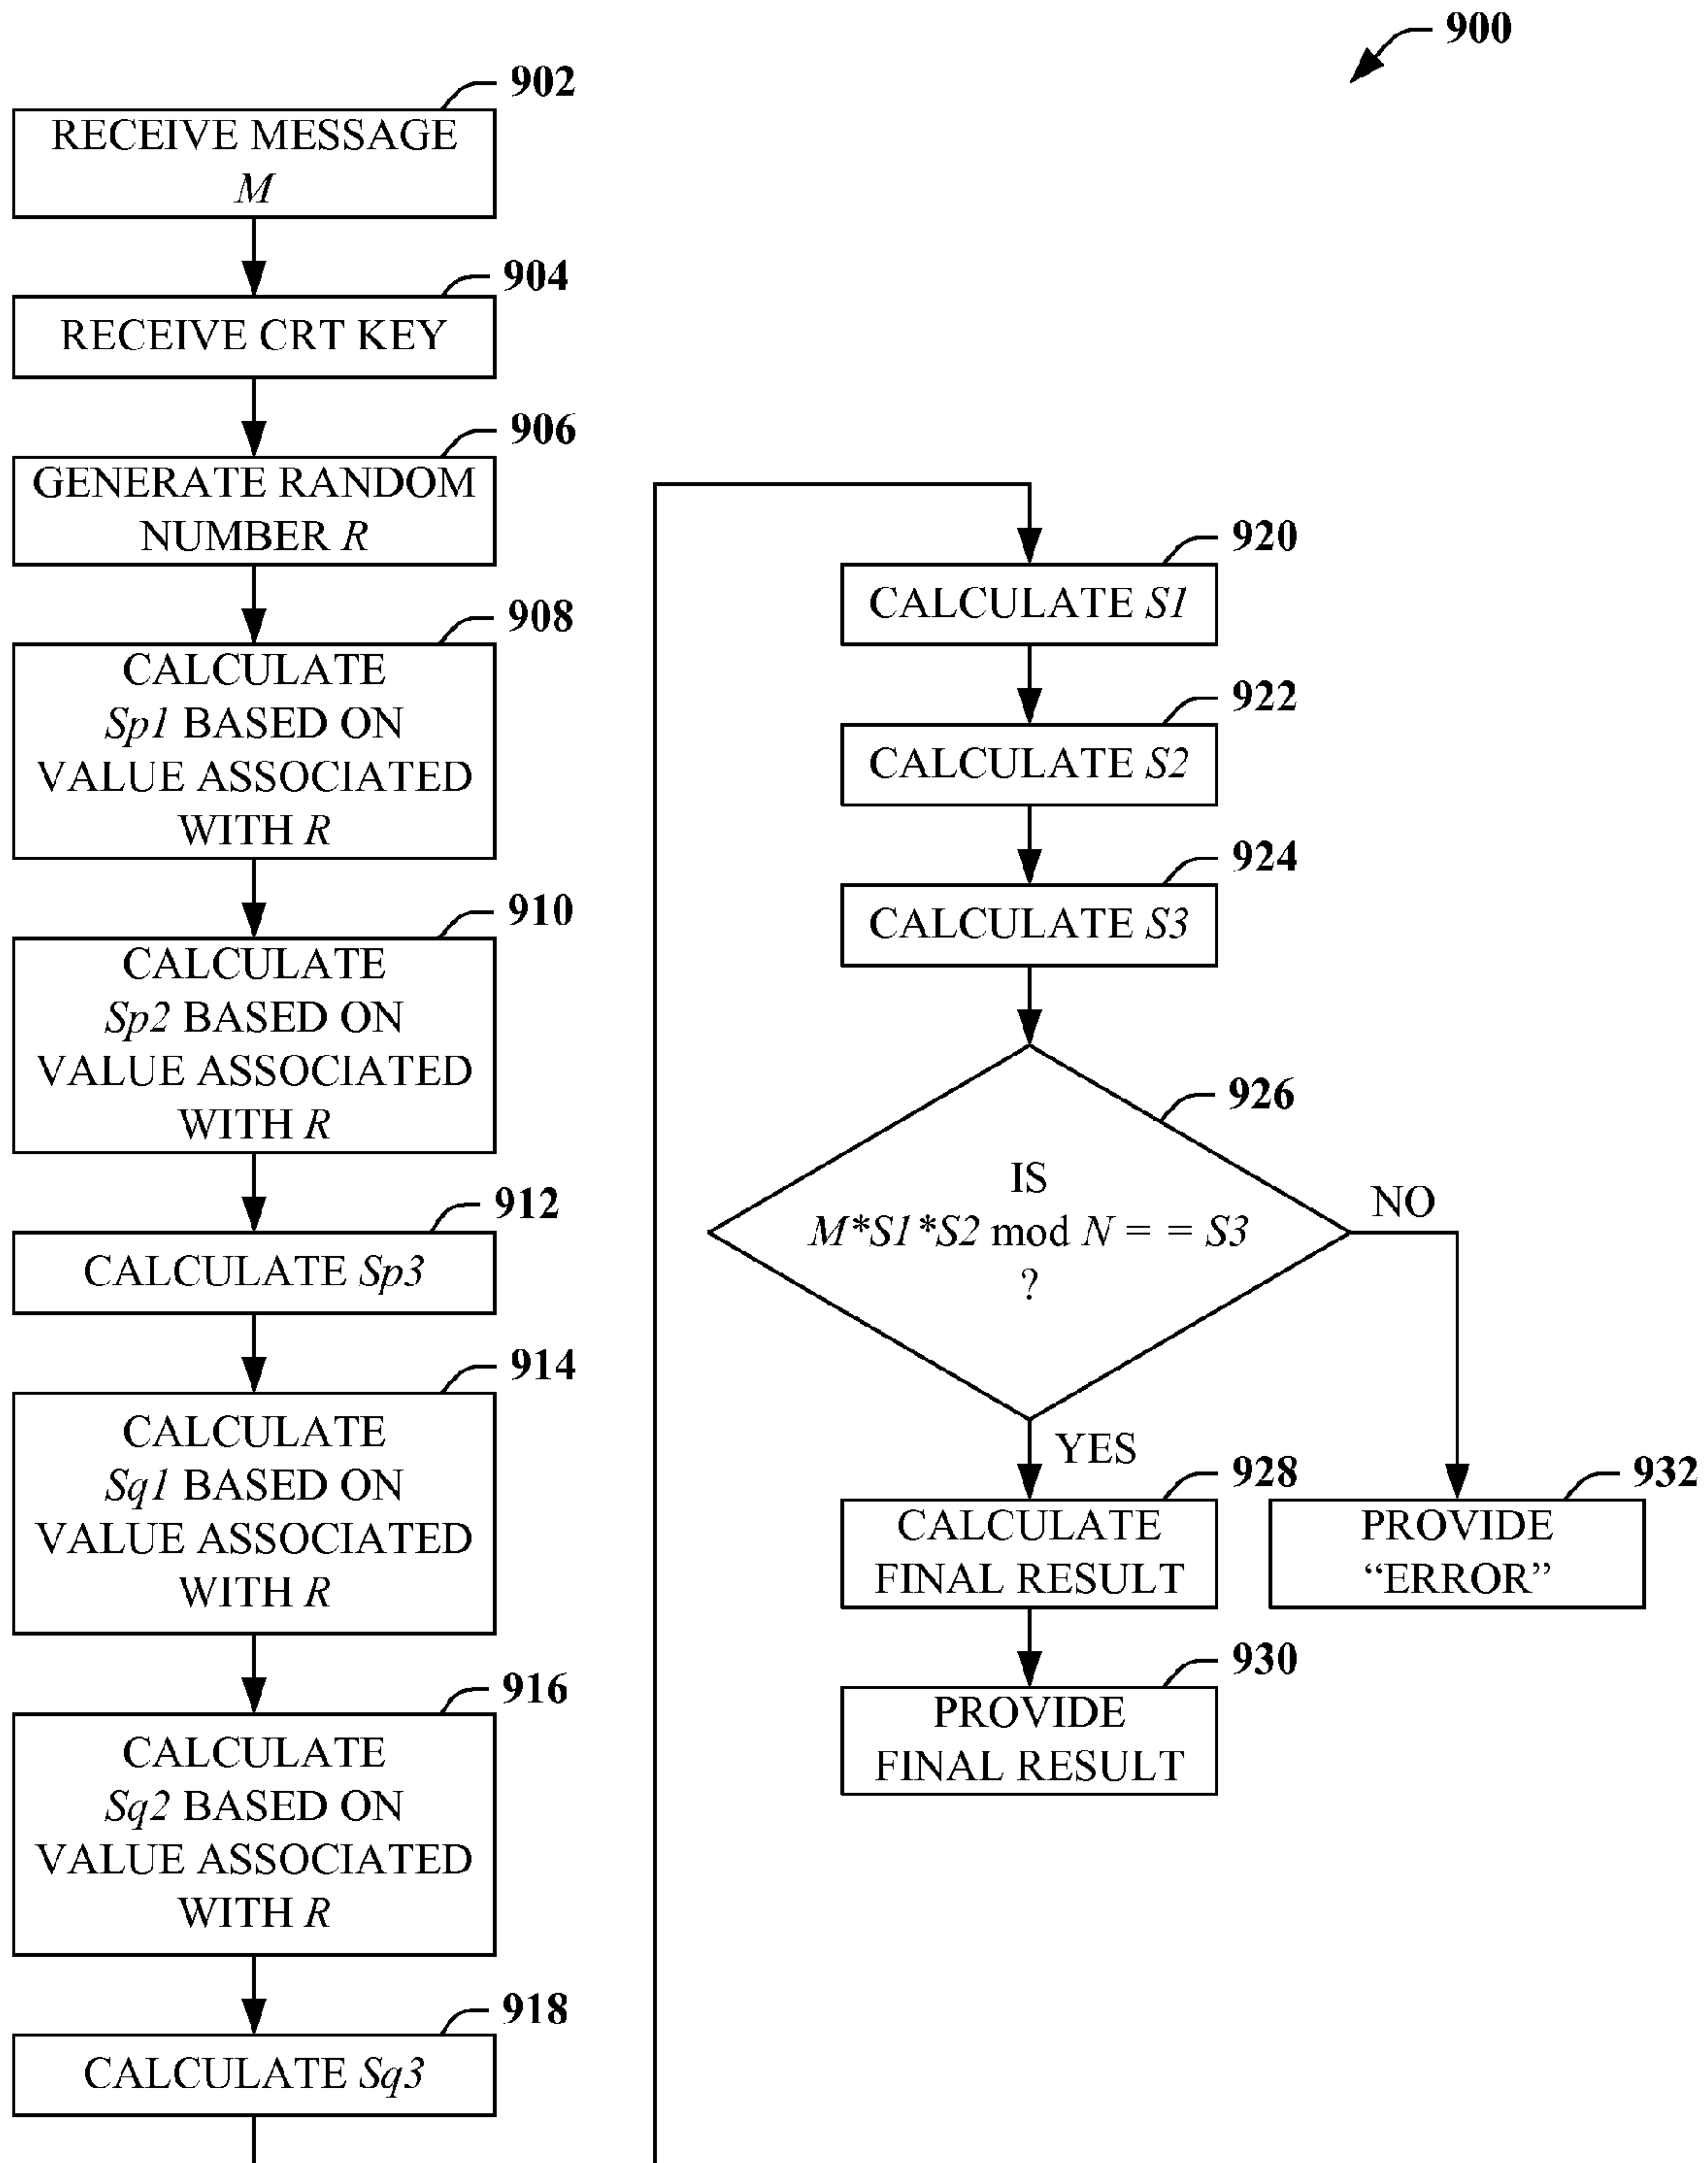 900
902
RECEIVE MESSAGE
M
904
RECEIVE CRT KEY
906
GENERATE RANDOM
NUMBER R
908
CALCULATE
Sp1 BASED ON
VALUE ASSOCIATED
WITH R
910
CALCULATE
Sp2 BASED ON
VALUE ASSOCIATED
WITH R
912
CALCULATE Sp3
914
CALCULATE
Sq1 BASED ON
VALUE ASSOCIATED
WITH R
916
CALCULATE
Sq2 BASED ON
VALUE ASSOCIATED
WITH R
918
CALCULATE Sq3
920
CALCULATE S1
922
CALCULATE S2
924
CALCULATE S3
926
IS
M*S1*S2 mod N = = S3
?
NO
YES
928
CALCULATE
FINAL RESULT
930
PROVIDE
FINAL RESULT
932
PROVIDE
“ERROR”